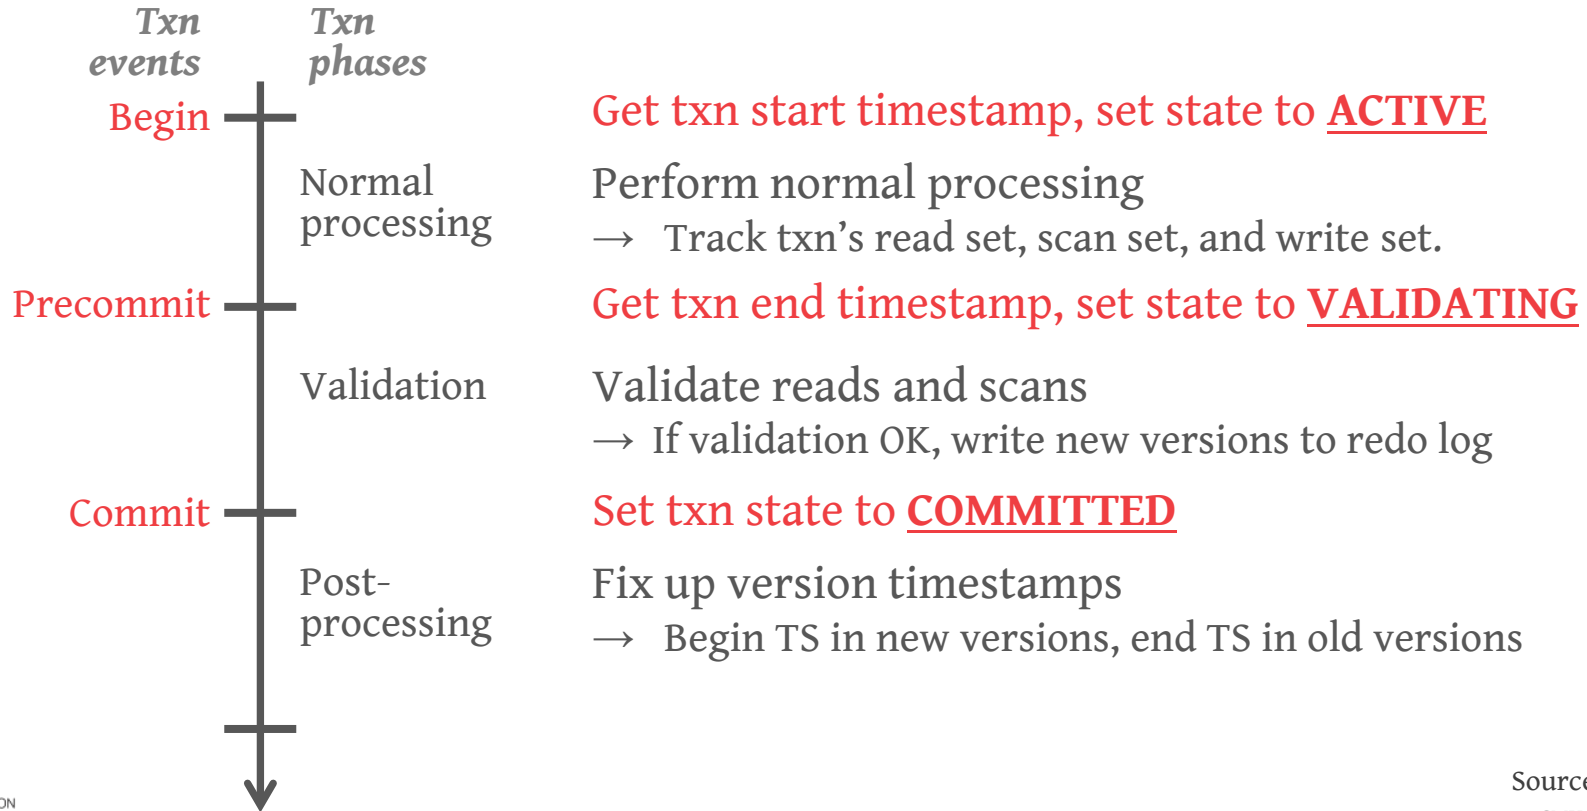 Txn events
Txn phases
Begin
Get txn start timestamp, set state to ACTIVE
Normal processing
Perform normal processing
→ Track txn’s read set, scan set, and write set.
Precommit
Get txn end timestamp, set state to VALIDATING
Validation
Validate reads and scans
→ If validation OK, write new versions to redo log
Commit
Set txn state to COMMITTED
Post-processing
Fix up version timestamps
→ Begin TS in new versions, end TS in old versions
Source
ON